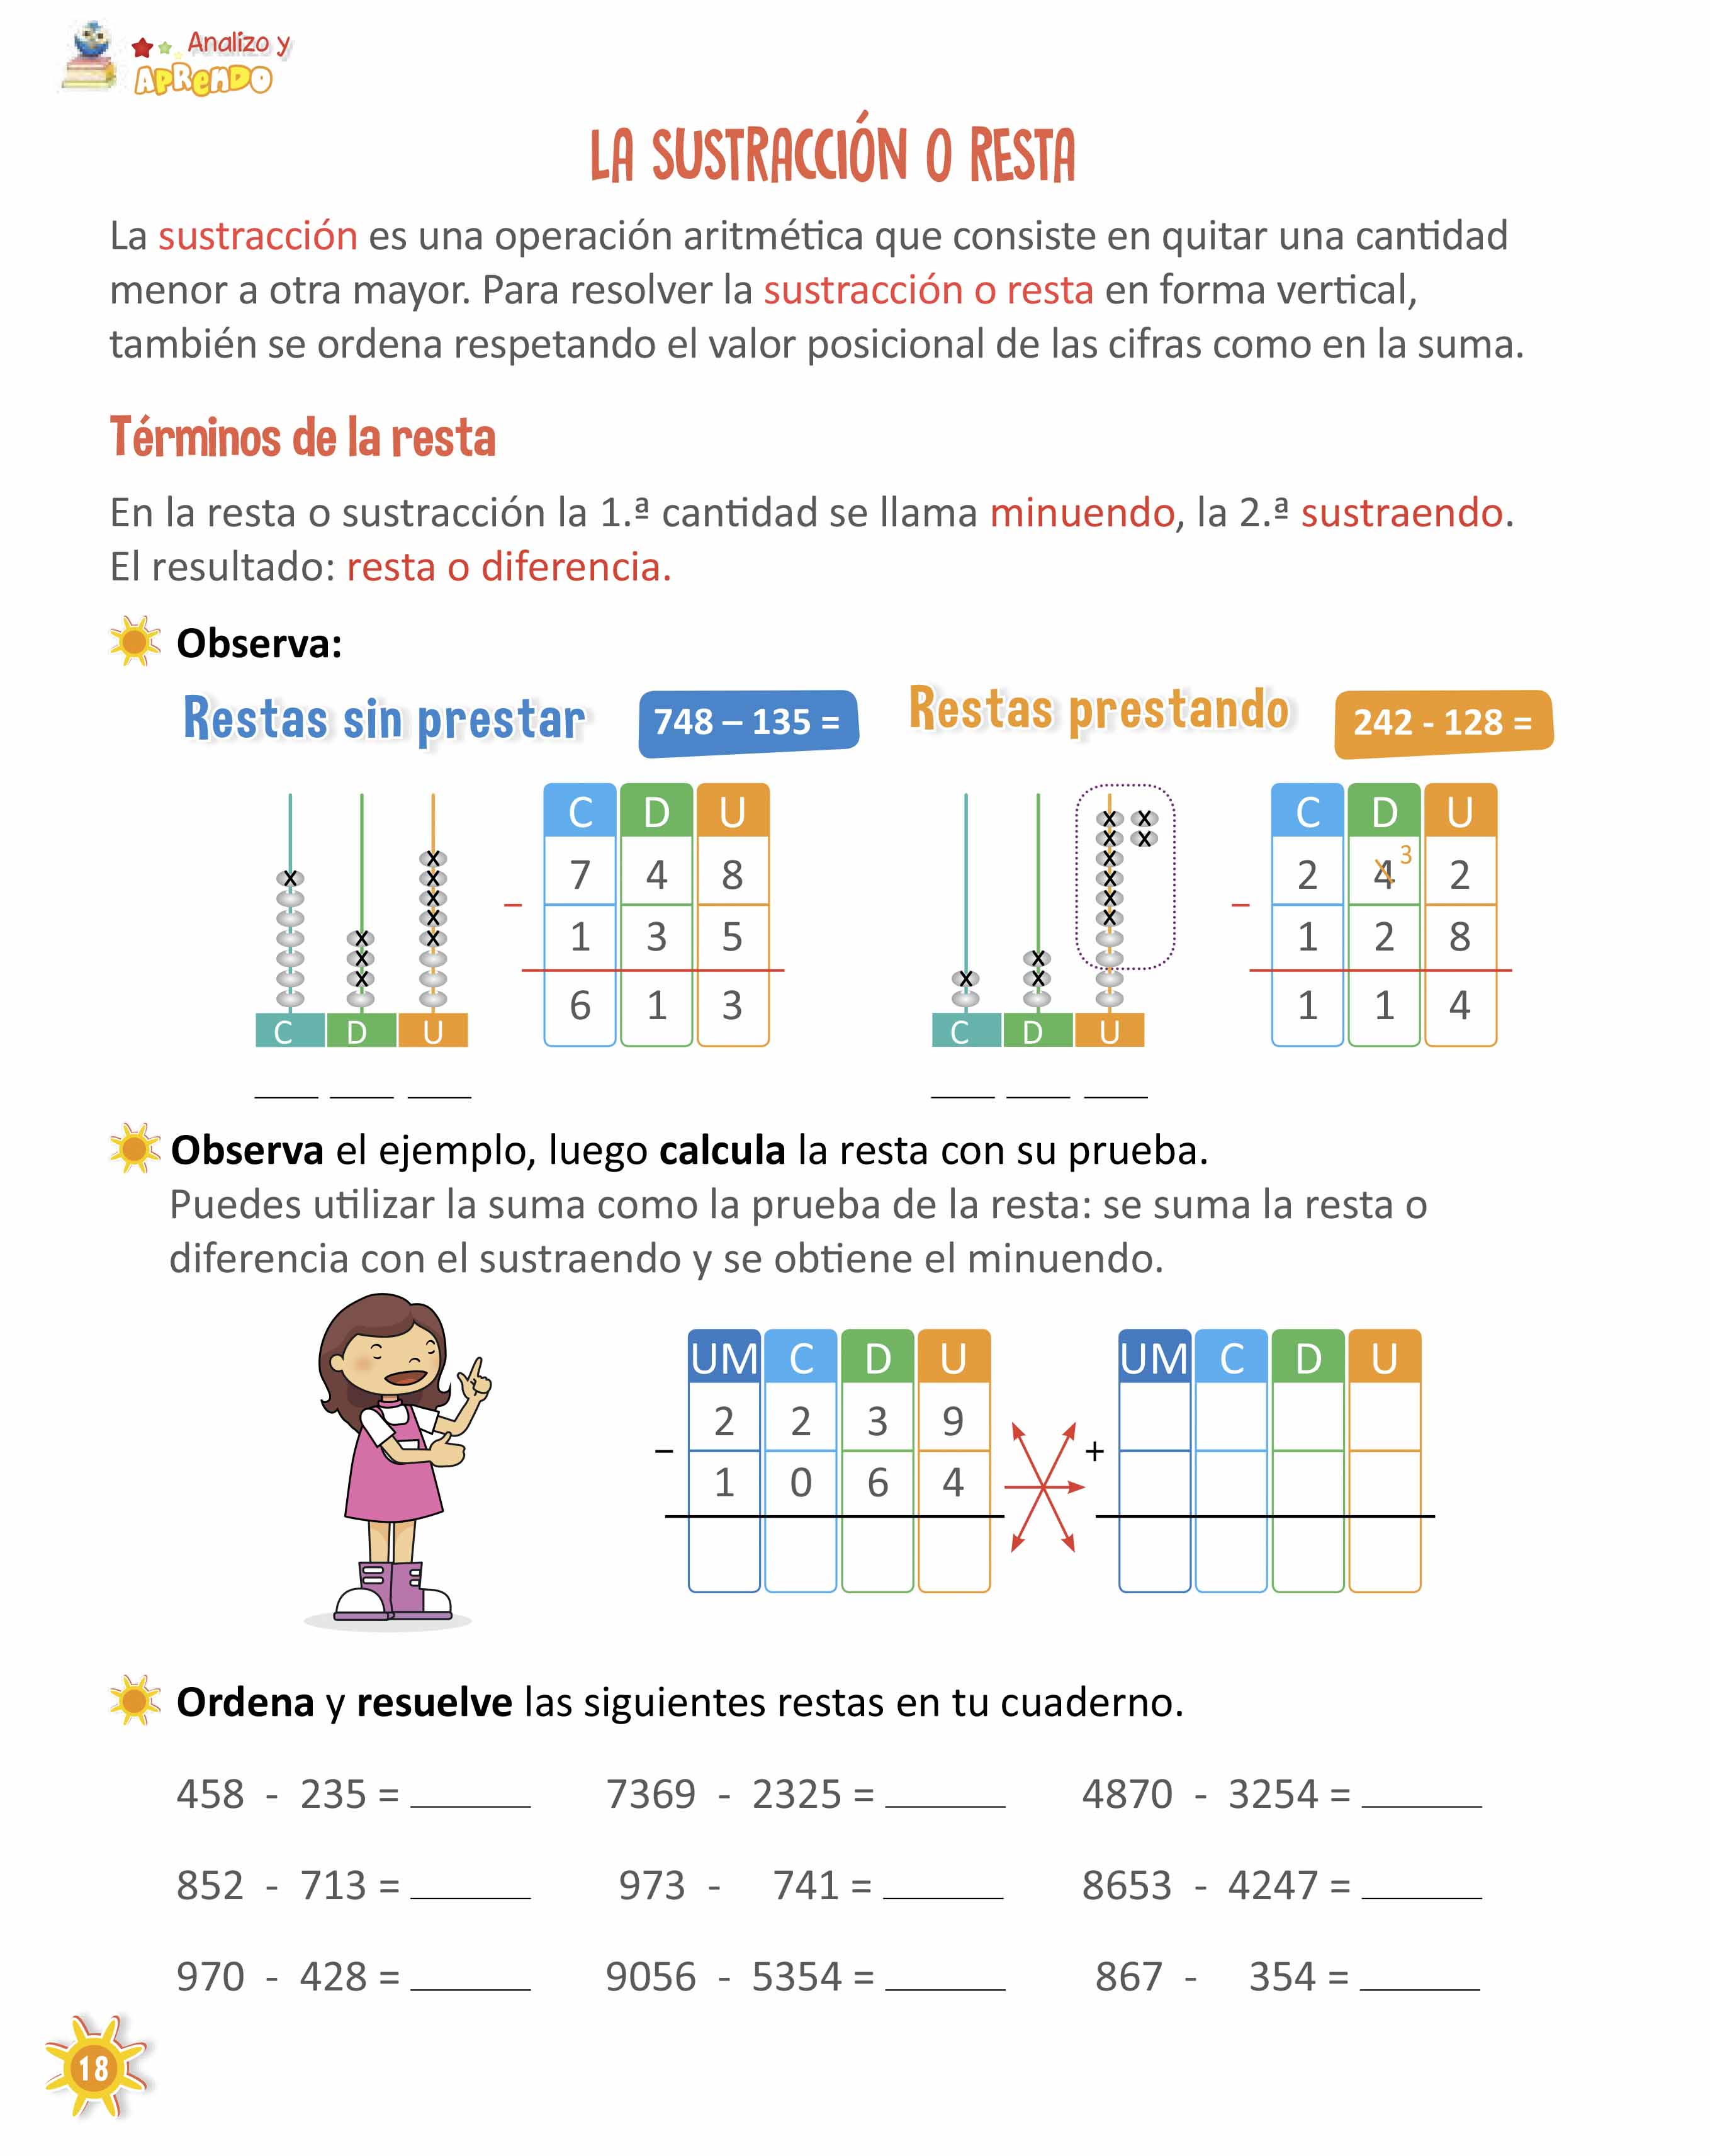 Analizo y
APRENDO
LA SUSTRACCIÓN O RESTA
La sustracción es una operación aritmética que consiste en quitar una cantidad
menor a otra mayor. Para resolver la sustracción o resta en forma vertical,
también se ordena respetando el valor posicional de las cifras como en la suma.
Términos de la resta
En la resta o sustracción la 1.ª cantidad se llama minuendo, la 2.ª sustraendo.
El resultado: resta o diferencia.
Observa:
Restas sin prestar
748 – 135 =
C D U
7 4 8
–
1 3 5
6 1 3
C D U
Restas prestando
242 - 128 =
C D U
2 4 3 2
–
1 2 8
1 1 4
C D U
Observa el ejemplo, luego calcula la resta con su prueba.
Puedes utilizar la suma como la prueba de la resta: se suma la resta o
diferencia con el sustraendo y se obtiene el minuendo.
UM C D U
2 2 3 9
–
1 0 6 4
UM C D U
+
Ordena y resuelve las siguientes restas en tu cuaderno.
458 - 235 = ______ 7369 - 2325 = ______ 4870 - 3254 = ______
852 - 713 = ______ 973 - 741 = ______ 8653 - 4247 = ______
970 - 428 = ______ 9056 - 5354 = ______ 867 - 354 = ______
18